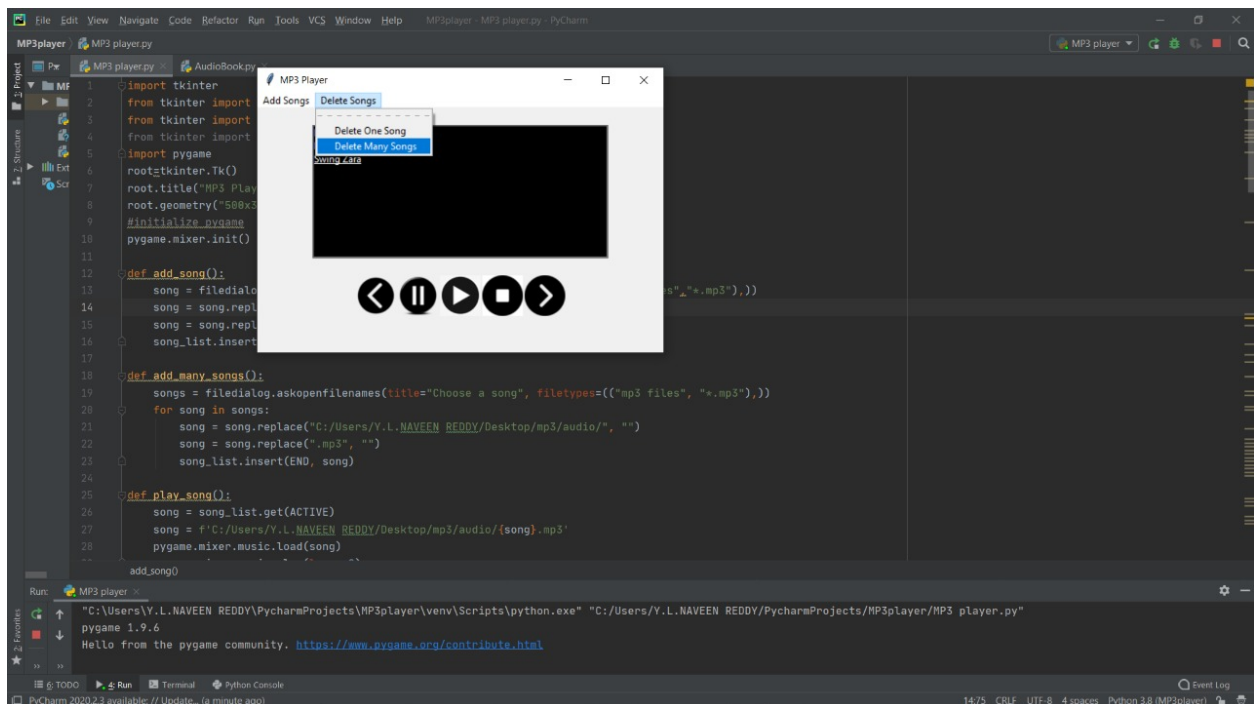 File Edit View Navigate Code Refactor Run Tools VCS Window Help MP3player - MP3 player.py - PyCharm
MP3player MP3 player.py MP3 player
MP3 player.py AudioBook.py
1: Project
2: Structure
2: Favorites
MP3 Player
Add Songs Delete Songs
Delete One Song
Delete Many Songs
Swing Zara
1 import tkinter
2 from tkinter import
3 from tkinter import
4 from tkinter import
5 import pygame
6 root=tkinter.Tk()
7 root.title("MP3 Play
8 root.geometry("500x3
9 #initialize pygame
10 pygame.mixer.init()
11
12 def add_song():
13 song = filedialo s","*.mp3"),))
14 song = song.repl
15 song = song.repl
16 song_list.insert
17
18 def add_many_songs():
19 songs = filedialog.askopenfilenames(title="Choose a song", filetypes=(("mp3 files", "*.mp3"),))
20 for song in songs:
21 song = song.replace("C:/Users/Y.L.NAVEEN REDDY/Desktop/mp3/audio/", "")
22 song = song.replace(".mp3", "")
23 song_list.insert(END, song)
24
25 def play_song():
26 song = song_list.get(ACTIVE)
27 song = f'C:/Users/Y.L.NAVEEN REDDY/Desktop/mp3/audio/{song}.mp3'
28 pygame.mixer.music.load(song)
add_song()
Run: MP3 player
"C:\Users\Y.L.NAVEEN REDDY\PycharmProjects\MP3player\venv\Scripts\python.exe" "C:/Users/Y.L.NAVEEN REDDY/PycharmProjects/MP3player/MP3 player.py"
pygame 1.9.6
Hello from the pygame community. https://www.pygame.org/contribute.html
6: TODO 4: Run Terminal Python Console Event Log
PyCharm 2020.2.3 available: // Update... (a minute ago) 14:75 CRLF UTF-8 4 spaces Python 3.8 (MP3player)